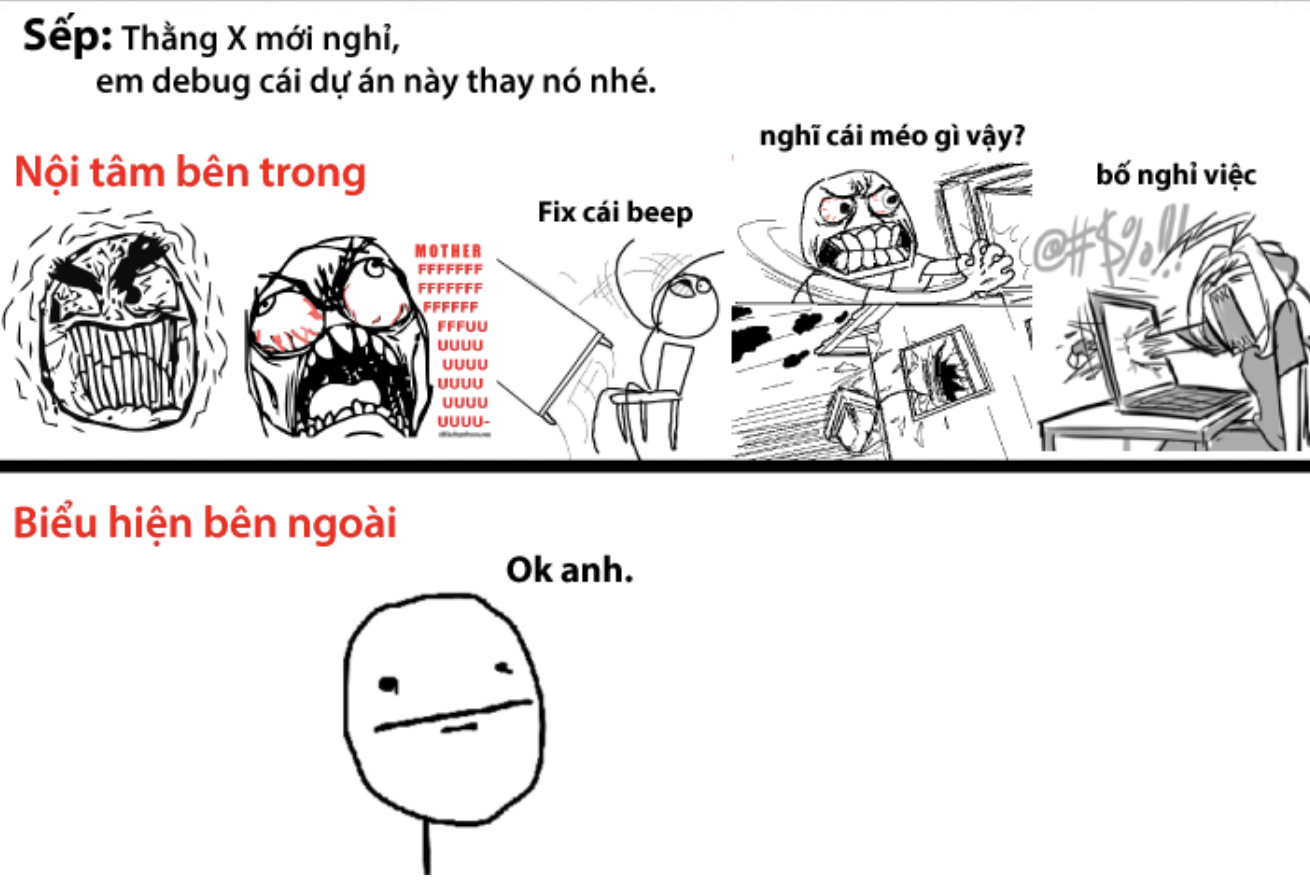 Sếp: Thằng X mới nghỉ,
em debug cái dự án này thay nó nhé.
Nội tâm bên trong
MOTHER
FFFFFFF
FFFFFFF
FFFFFF
FFFUU
UUUU
UUUU
UUUU
UUUU
UUUU-
Fix cái beep
nghĩ cái méo gì vậy?
bố nghỉ việc
@#$%!!
Biểu hiện bên ngoài
Ok anh.